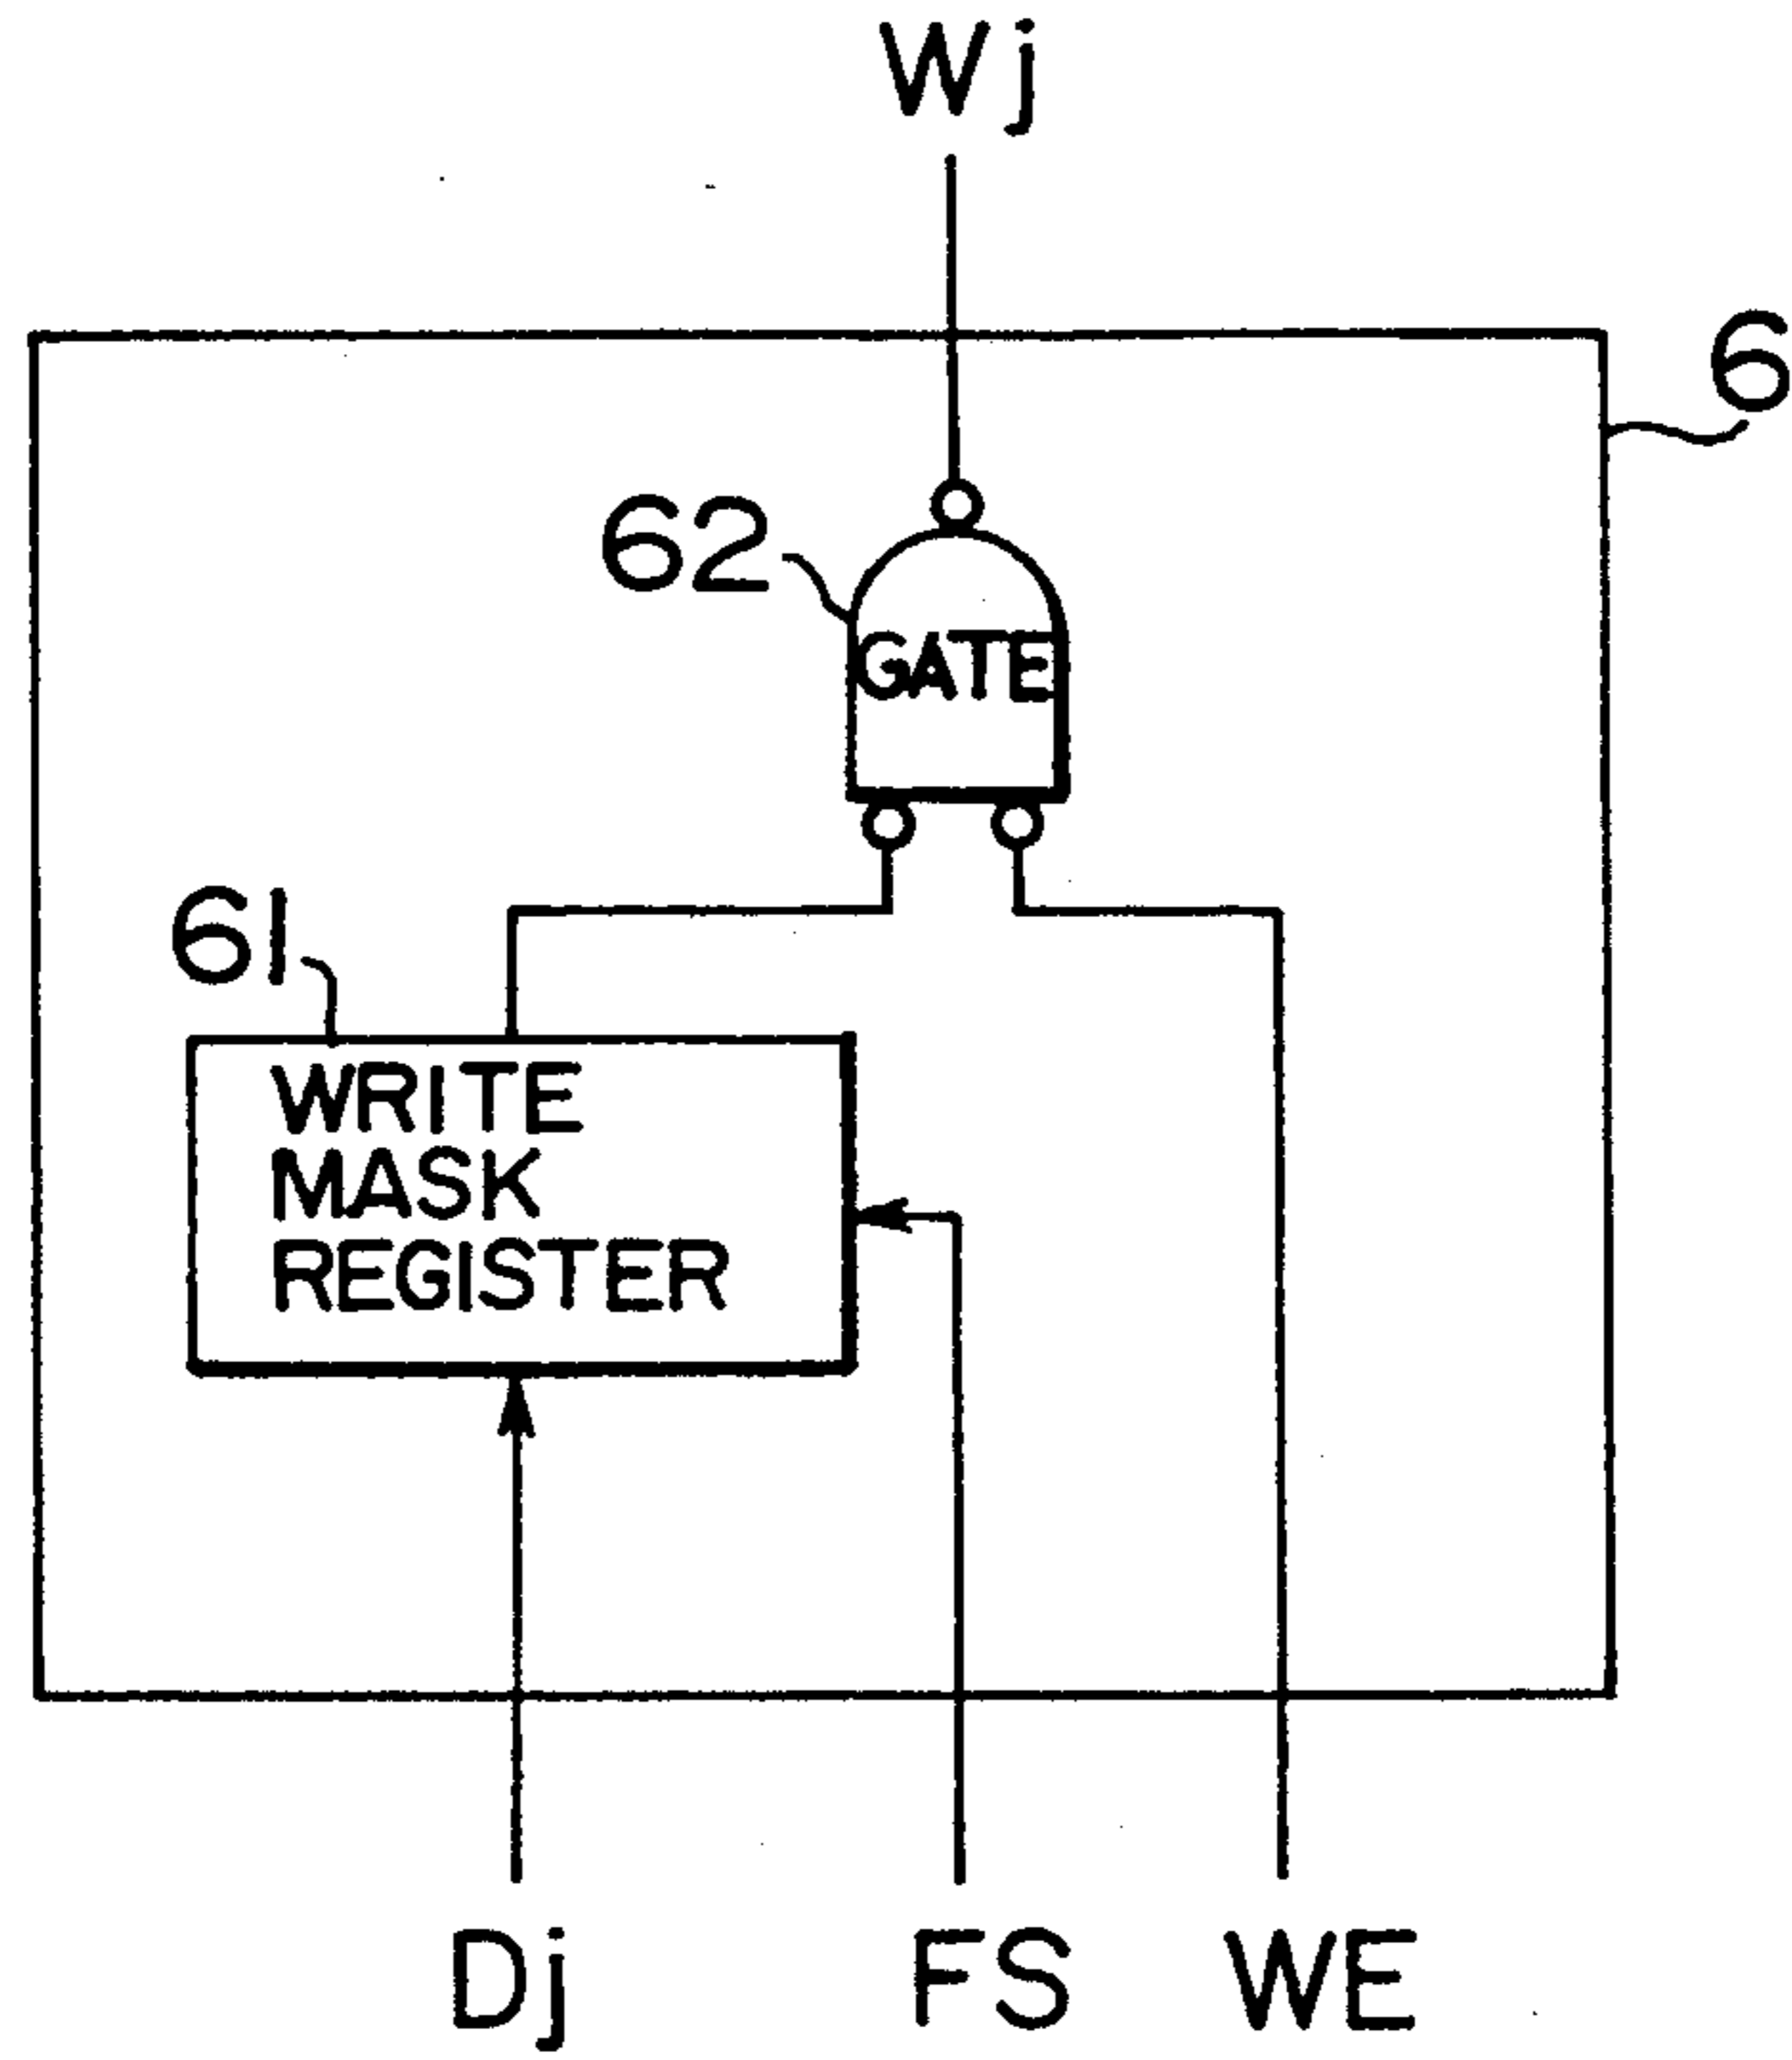 Wj
6
62
GATE
61
WRITE
MASK
REGISTER
Dj
FS
WE